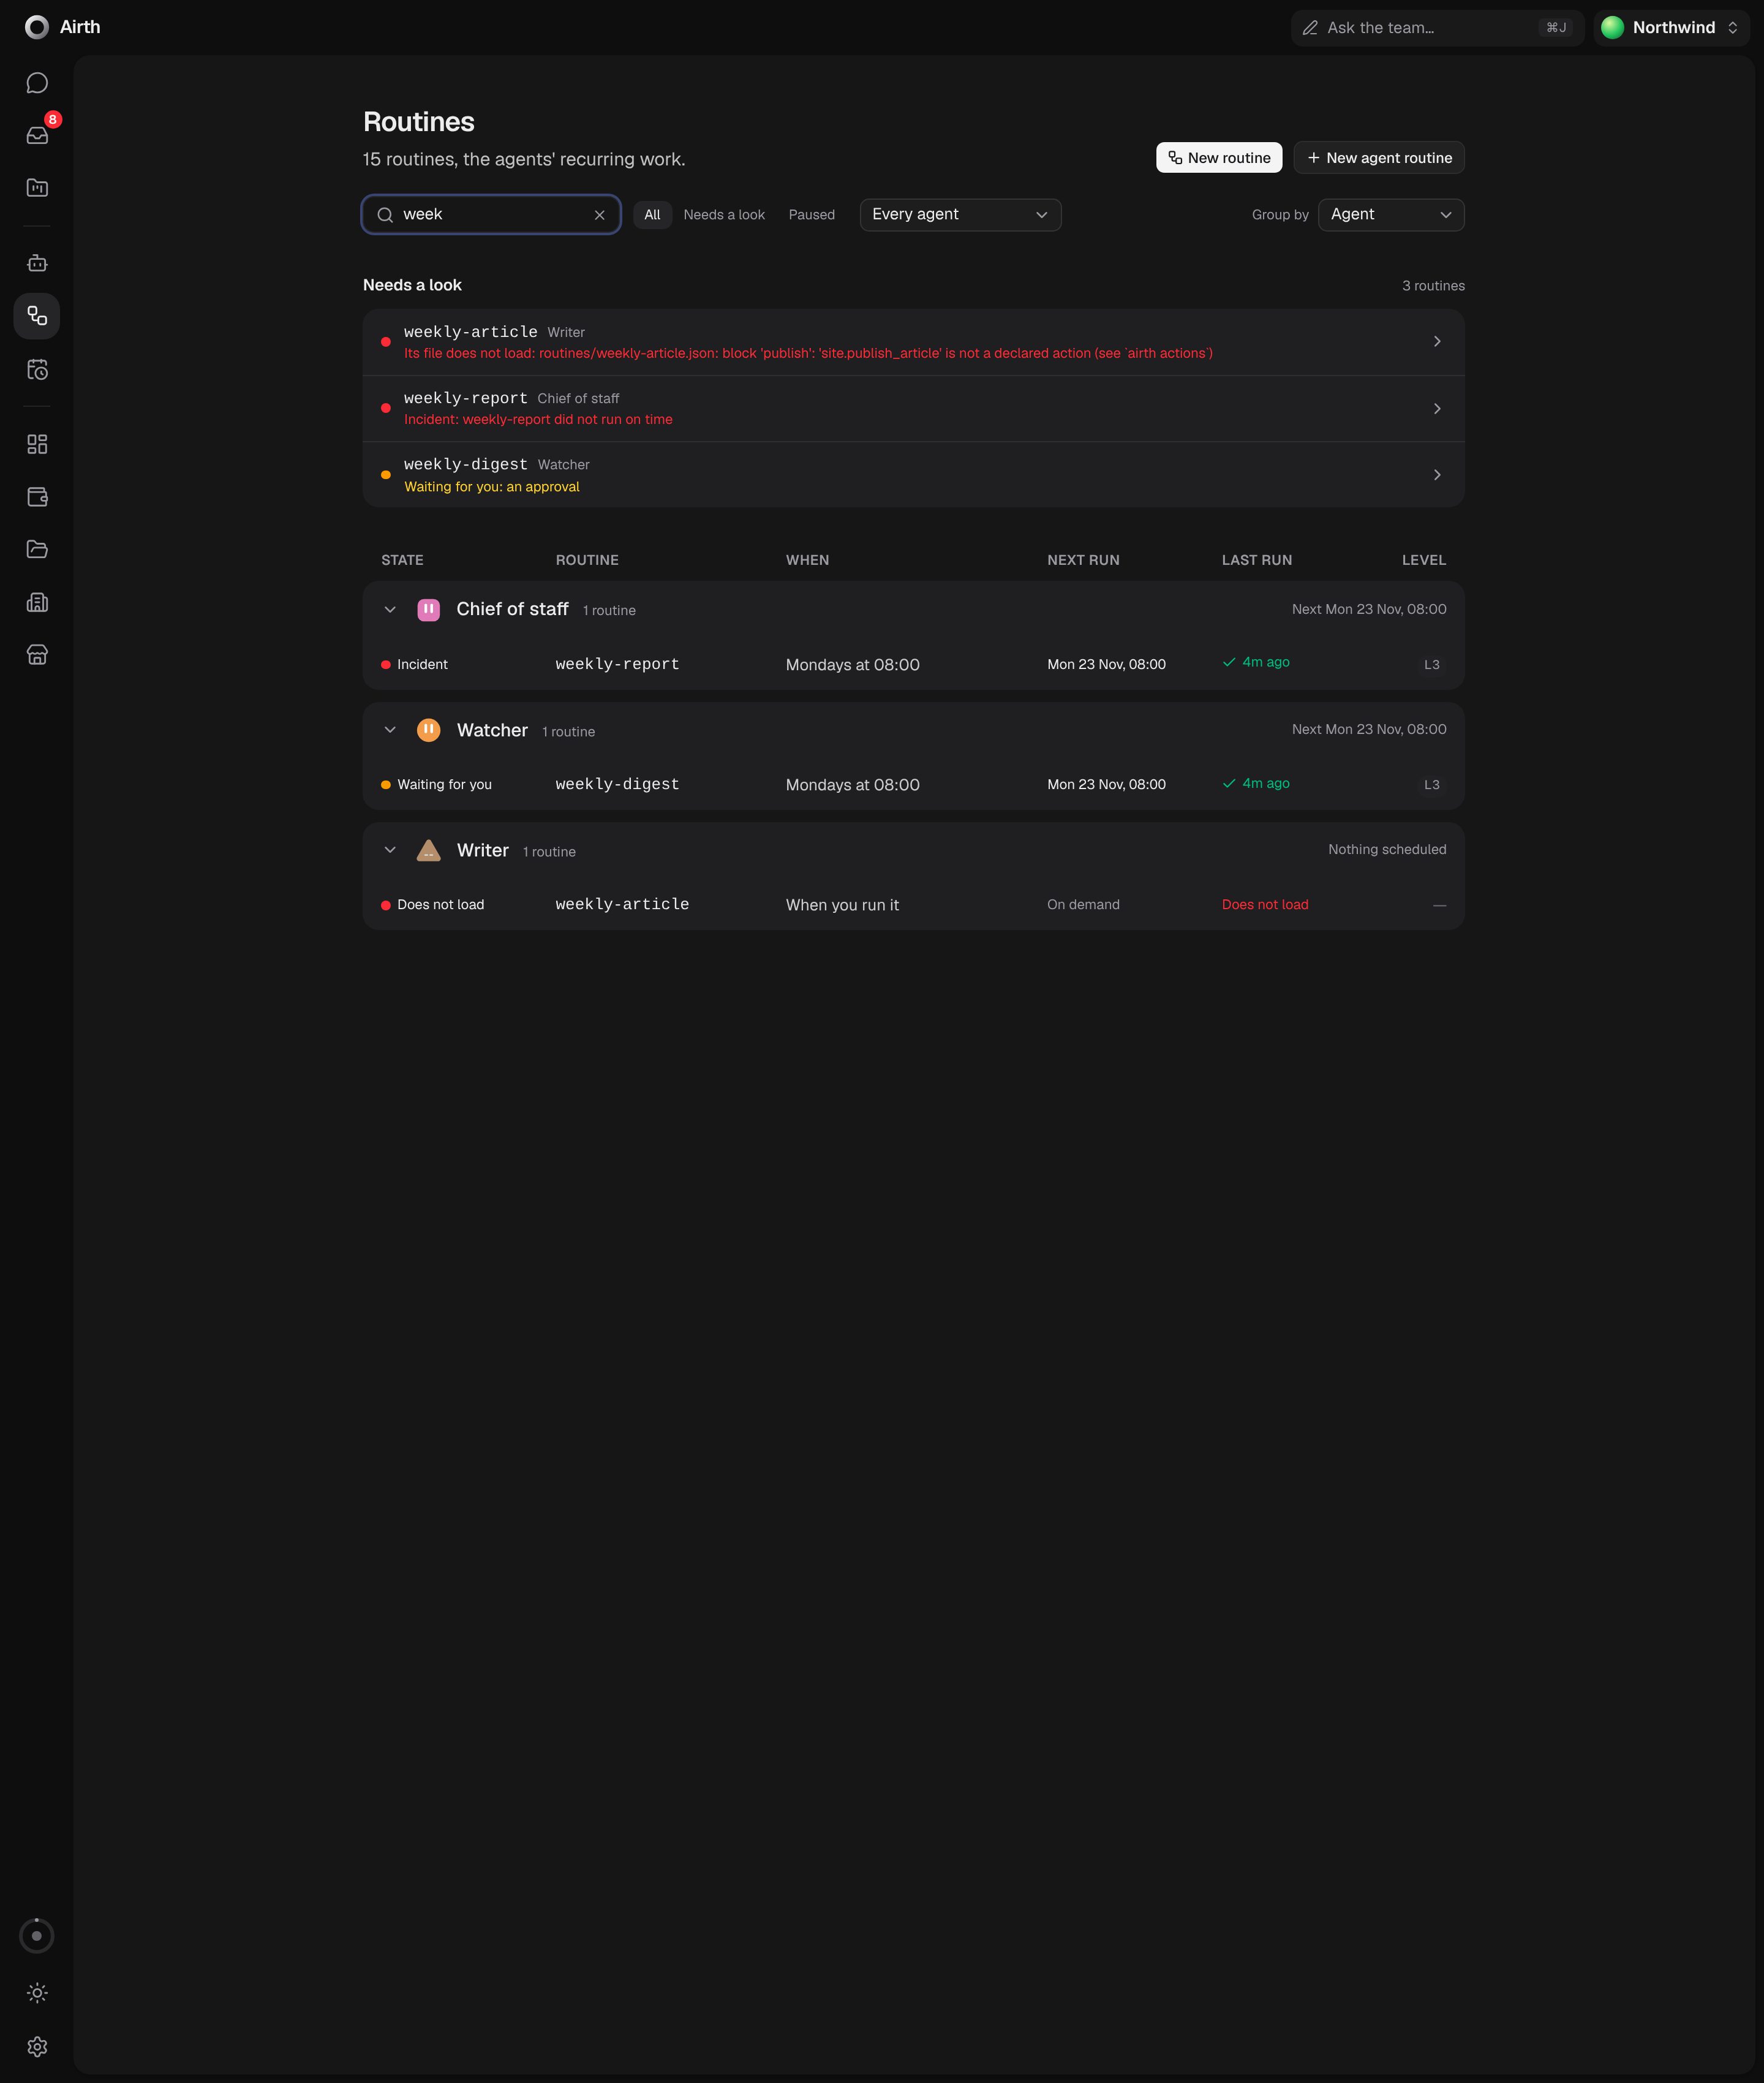 Airth
Ask the team... ⌘J
Northwind
8
Routines
15 routines, the agents' recurring work.
New routine
New agent routine
week
All
Needs a look
Paused
Every agent
Group by
Agent
Needs a look
3 routines
weekly-article Writer
Its file does not load: routines/weekly-article.json: block 'publish': 'site.publish_article' is not a declared action (see `airth actions`)
weekly-report Chief of staff
Incident: weekly-report did not run on time
weekly-digest Watcher
Waiting for you: an approval
STATE ROUTINE WHEN NEXT RUN LAST RUN LEVEL
Chief of staff 1 routine Next Mon 23 Nov, 08:00
Incident weekly-report Mondays at 08:00 Mon 23 Nov, 08:00 4m ago L3
Watcher 1 routine Next Mon 23 Nov, 08:00
Waiting for you weekly-digest Mondays at 08:00 Mon 23 Nov, 08:00 4m ago L3
Writer 1 routine Nothing scheduled
Does not load weekly-article When you run it On demand Does not load —